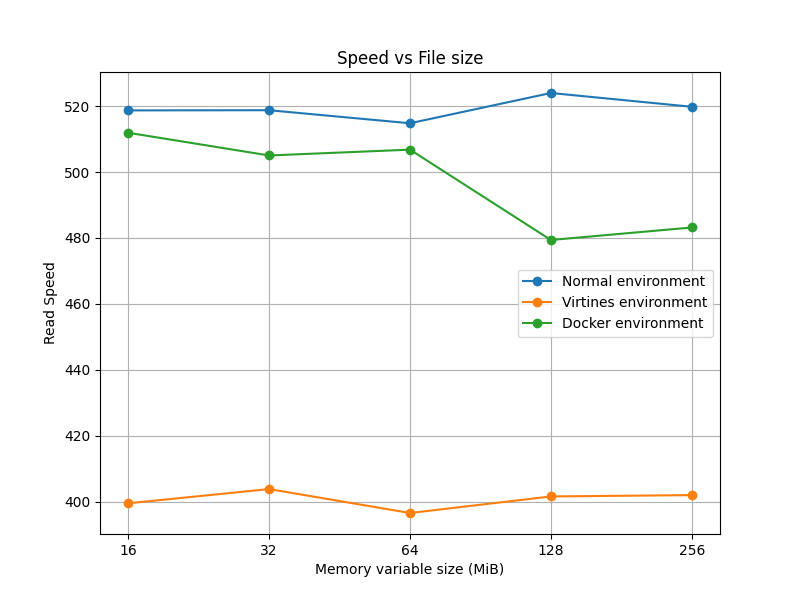 Speed vs File size
520
500
480
460
440
420
400
Read Speed
Normal environment
Virtines environment
Docker environment
16 32 64 128 256
Memory variable size (MiB)